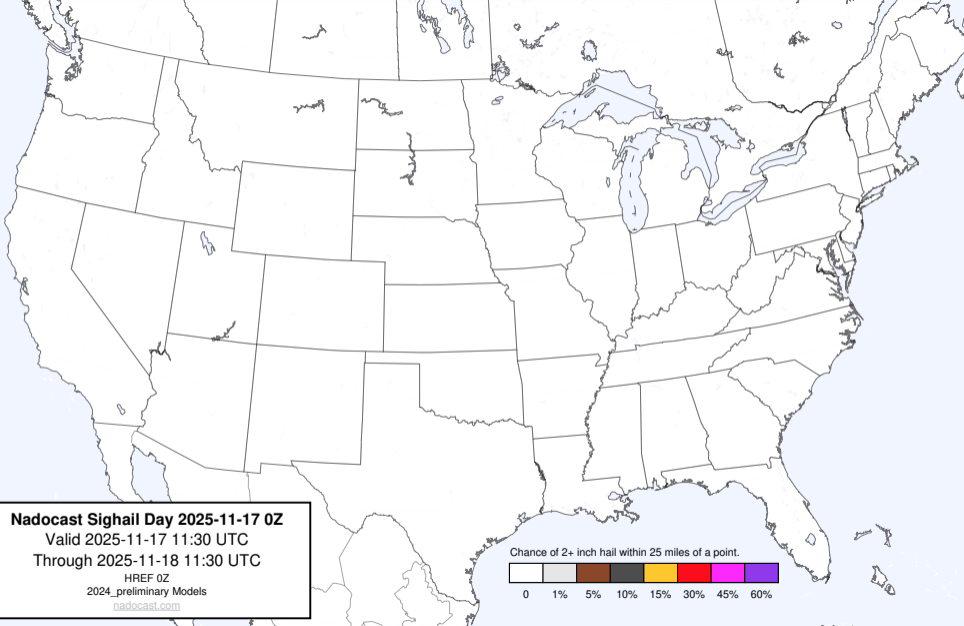 Nadocast Sighail Day 2025-11-17 0Z
Valid 2025-11-17 11:30 UTC
Through 2025-11-18 11:30 UTC
HREF 0Z
2024_preliminary Models
nadocast.com
Chance of 2+ inch hail within 25 miles of a point.
0 1% 5% 10% 15% 30% 45% 60%